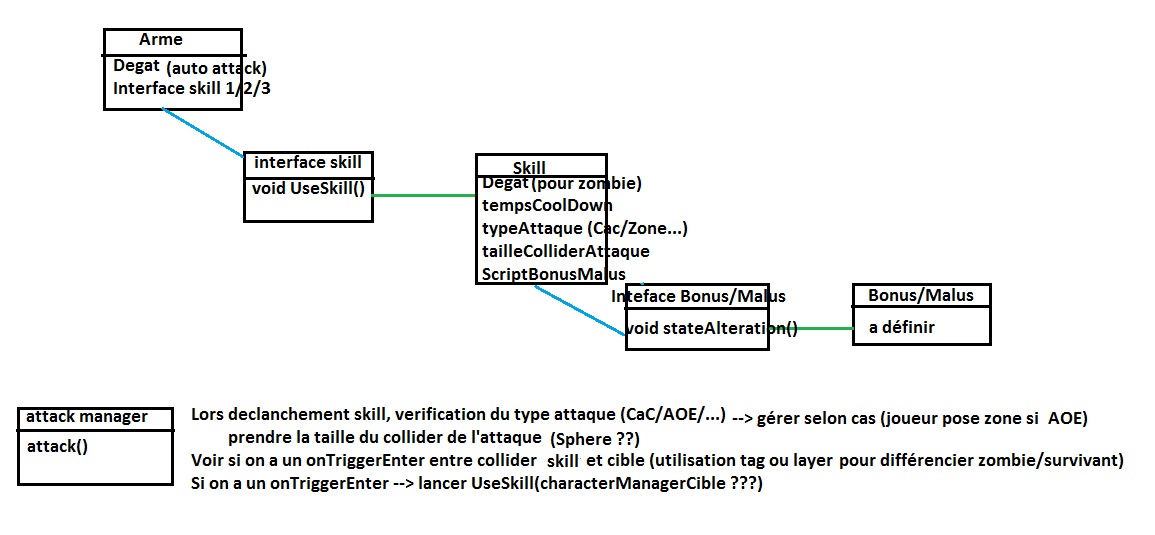 Arme
Degat (auto attack)
Interface skill 1/2/3
interface skill
void UseSkill()
Skill
Degat (pour zombie)
tempsCoolDown
typeAttaque (Cac/Zone...)
tailleColliderAttaque
ScriptBonusMalus
Inteface Bonus/Malus
void stateAlteration()
Bonus/Malus
a définir
attack manager
attack()
Lors declanchement skill, verification du type attaque (CaC/AOE/...) --> gérer selon cas (joueur pose zone si AOE)
prendre la taille du collider de l'attaque (Sphere ??)
Voir si on a un onTriggerEnter entre collider skill et cible (utilisation tag ou layer pour différencier zombie/survivant)
Si on a un onTriggerEnter --> lancer UseSkill(characterManagerCible ???)